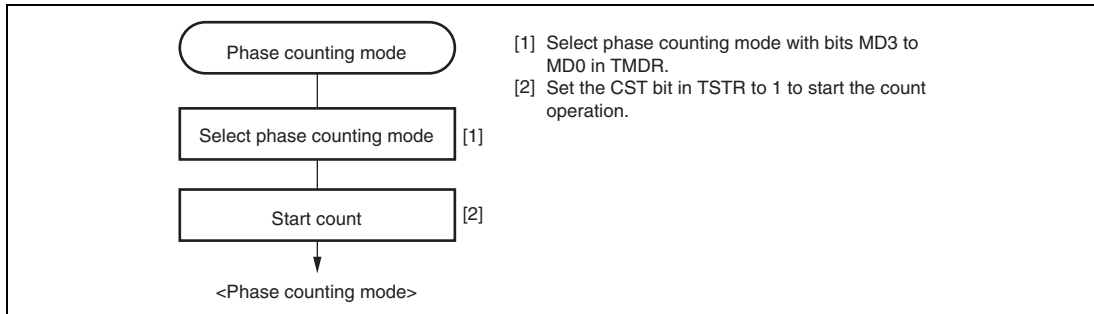 Phase counting mode
Select phase counting mode [1]
Start count [2]
<Phase counting mode>
[1] Select phase counting mode with bits MD3 to
MD0 in TMDR.
[2] Set the CST bit in TSTR to 1 to start the count
operation.